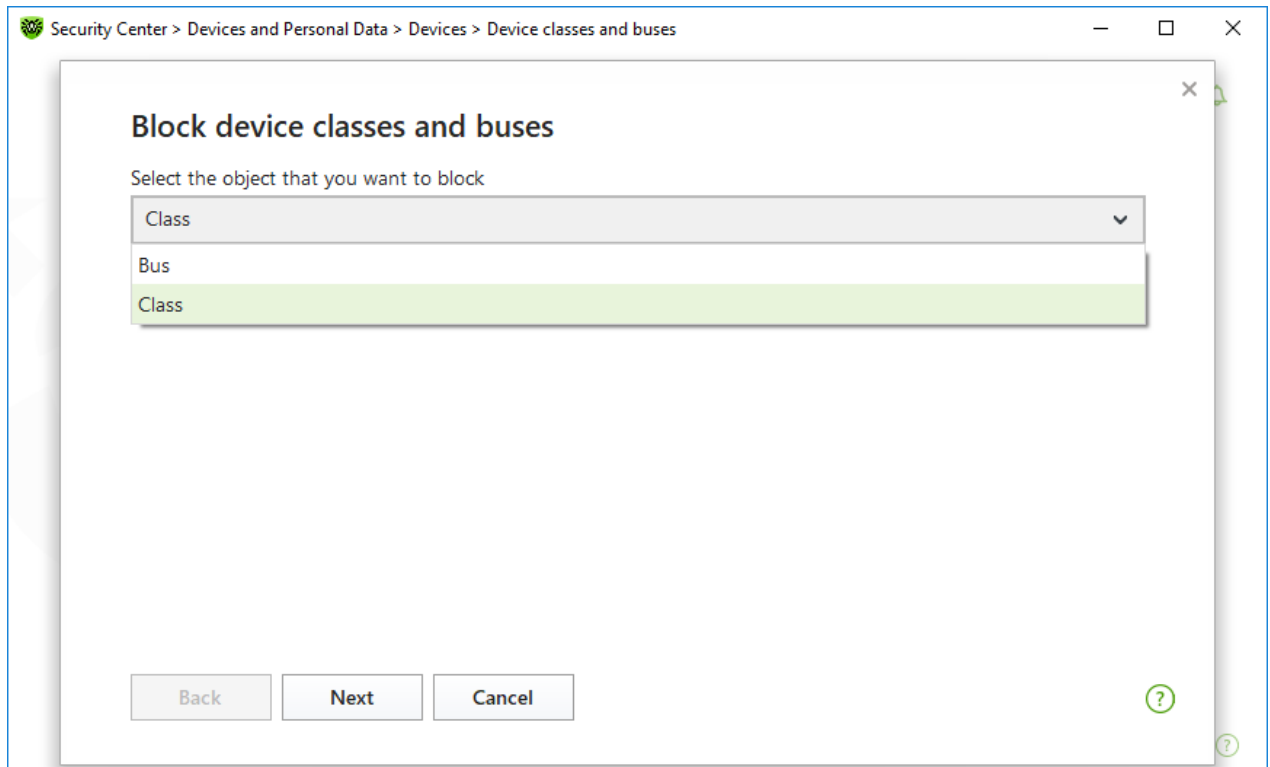 Security Center > Devices and Personal Data > Devices > Device classes and buses
Block device classes and buses
Select the object that you want to block
Class
Bus
Class
Back
Next
Cancel
?
?